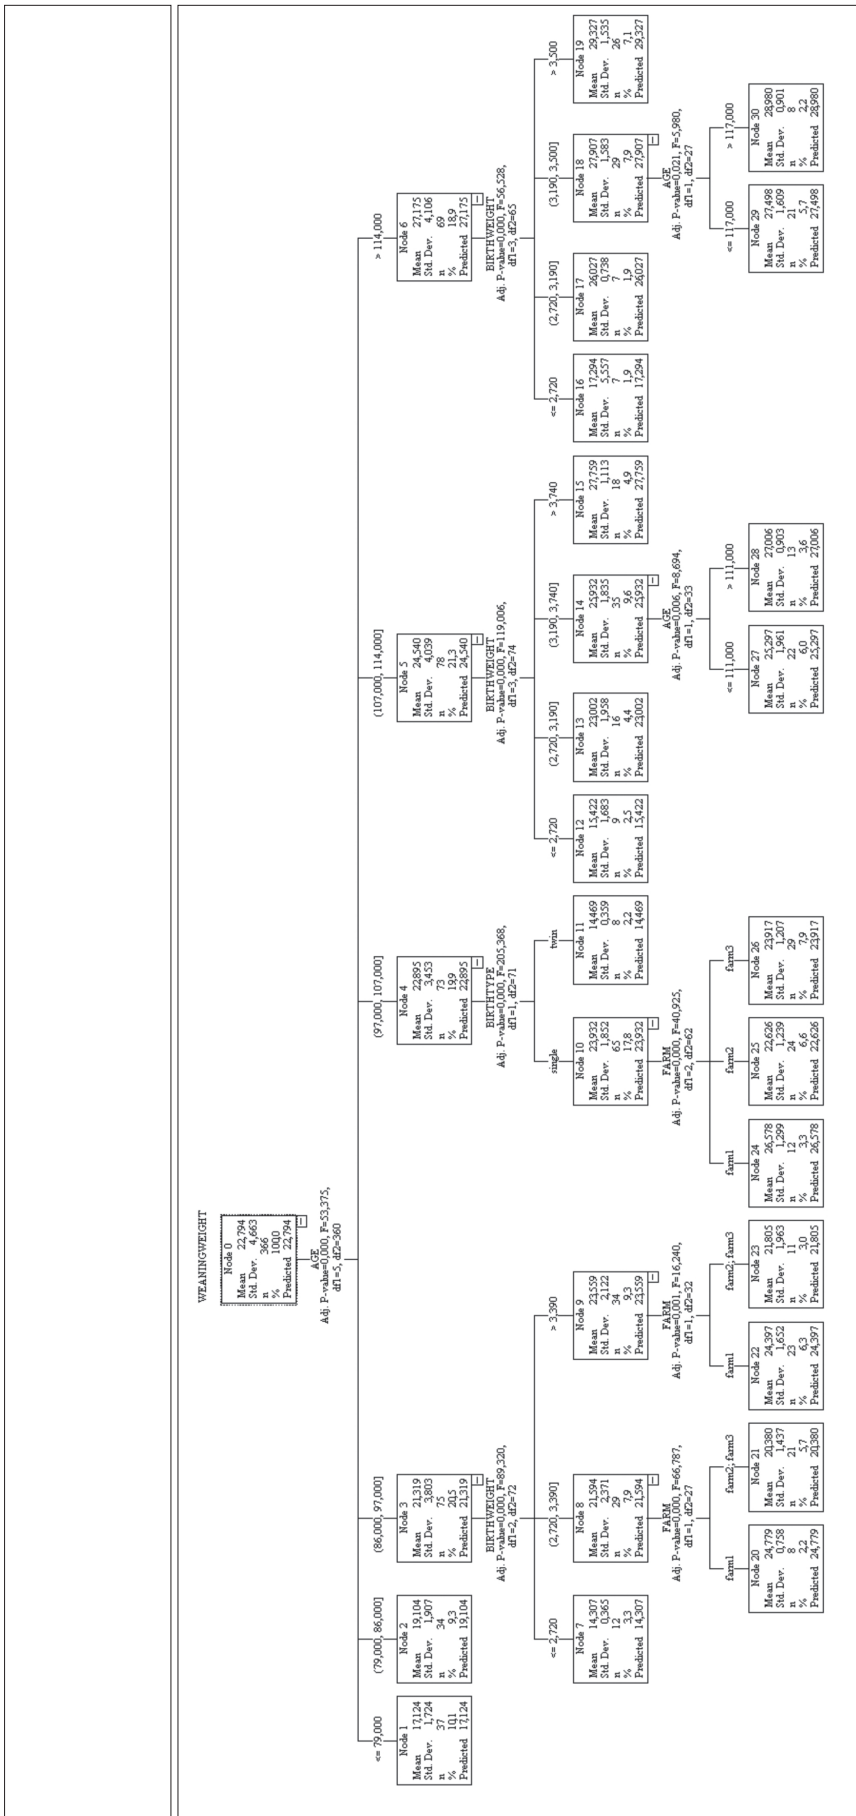 WEANINGWEIGHT
Node 0
Mean 22,794
Std. Dev. 4,663
n 366
% 100,0
Predicted 22,794
AGE
Adj. P-value=0,000, F=53,375,
df1=5, df2=360
<= 79,000
(79,000, 86,000]
(86,000, 97,000]
(97,000, 107,000]
(107,000, 114,000]
> 114,000
Node 1
Mean 17,124
Std. Dev. 1,724
n 37
% 10,1
Predicted 17,124
Node 2
Mean 19,104
Std. Dev. 1,907
n 34
% 9,3
Predicted 19,104
Node 3
Mean 21,319
Std. Dev. 3,803
n 75
% 20,5
Predicted 21,319
Node 4
Mean 22,895
Std. Dev. 3,453
n 73
% 19,9
Predicted 22,895
Node 5
Mean 24,540
Std. Dev. 4,039
n 78
% 21,3
Predicted 24,540
Node 6
Mean 27,175
Std. Dev. 4,106
n 69
% 18,9
Predicted 27,175
BIRTHWEIGHT
Adj. P-value=0,000, F=89,320,
df1=2, df2=72
BIRTHTYPE
Adj. P-value=0,000, F=205,368,
df1=1, df2=71
BIRTHWEIGHT
Adj. P-value=0,000, F=119,006,
df1=3, df2=74
BIRTHWEIGHT
Adj. P-value=0,000, F=56,528,
df1=3, df2=65
<= 2,720
(2,720, 3,390]
> 3,390
single
twin
<= 2,720
(2,720, 3,190]
(3,190, 3,740]
> 3,740
<= 2,720
(2,720, 3,190]
(3,190, 3,500]
> 3,500
Node 7
Mean 14,307
Std. Dev. 0,365
n 12
% 3,3
Predicted 14,307
Node 8
Mean 21,594
Std. Dev. 2,371
n 29
% 7,9
Predicted 21,594
Node 9
Mean 23,559
Std. Dev. 2,122
n 34
% 9,3
Predicted 23,559
Node 10
Mean 23,932
Std. Dev. 1,852
n 65
% 17,8
Predicted 23,932
Node 11
Mean 14,469
Std. Dev. 0,359
n 8
% 2,2
Predicted 14,469
Node 12
Mean 15,422
Std. Dev. 1,683
n 9
% 2,5
Predicted 15,422
Node 13
Mean 23,002
Std. Dev. 1,958
n 16
% 4,4
Predicted 23,002
Node 14
Mean 25,932
Std. Dev. 1,835
n 35
% 9,6
Predicted 25,932
Node 15
Mean 27,759
Std. Dev. 1,113
n 18
% 4,9
Predicted 27,759
Node 16
Mean 17,294
Std. Dev. 5,557
n 7
% 1,9
Predicted 17,294
Node 17
Mean 26,027
Std. Dev. 0,738
n 7
% 1,9
Predicted 26,027
Node 18
Mean 27,907
Std. Dev. 1,583
n 29
% 7,9
Predicted 27,907
Node 19
Mean 29,327
Std. Dev. 1,535
n 26
% 7,1
Predicted 29,327
FARM
Adj. P-value=0,000, F=66,787,
df1=1, df2=27
FARM
Adj. P-value=0,001, F=16,240,
df1=1, df2=32
FARM
Adj. P-value=0,000, F=40,925,
df1=2, df2=62
AGE
Adj. P-value=0,006, F=8,694,
df1=1, df2=33
AGE
Adj. P-value=0,021, F=5,980,
df1=1, df2=27
farm1
farm2; farm3
farm1
farm2; farm3
farm1
farm2
farm3
<= 111,000
> 111,000
<= 117,000
> 117,000
Node 20
Mean 24,779
Std. Dev. 0,758
n 8
% 2,2
Predicted 24,779
Node 21
Mean 20,380
Std. Dev. 1,437
n 21
% 5,7
Predicted 20,380
Node 22
Mean 24,397
Std. Dev. 1,652
n 23
% 6,3
Predicted 24,397
Node 23
Mean 21,805
Std. Dev. 1,963
n 11
% 3,0
Predicted 21,805
Node 24
Mean 26,578
Std. Dev. 1,299
n 12
% 3,3
Predicted 26,578
Node 25
Mean 22,626
Std. Dev. 1,239
n 24
% 6,6
Predicted 22,626
Node 26
Mean 23,917
Std. Dev. 1,207
n 29
% 7,9
Predicted 23,917
Node 27
Mean 25,297
Std. Dev. 1,961
n 22
% 6,0
Predicted 25,297
Node 28
Mean 27,006
Std. Dev. 0,903
n 13
% 3,6
Predicted 27,006
Node 29
Mean 27,498
Std. Dev. 1,609
n 21
% 5,7
Predicted 27,498
Node 30
Mean 28,980
Std. Dev. 0,901
n 8
% 2,2
Predicted 28,980